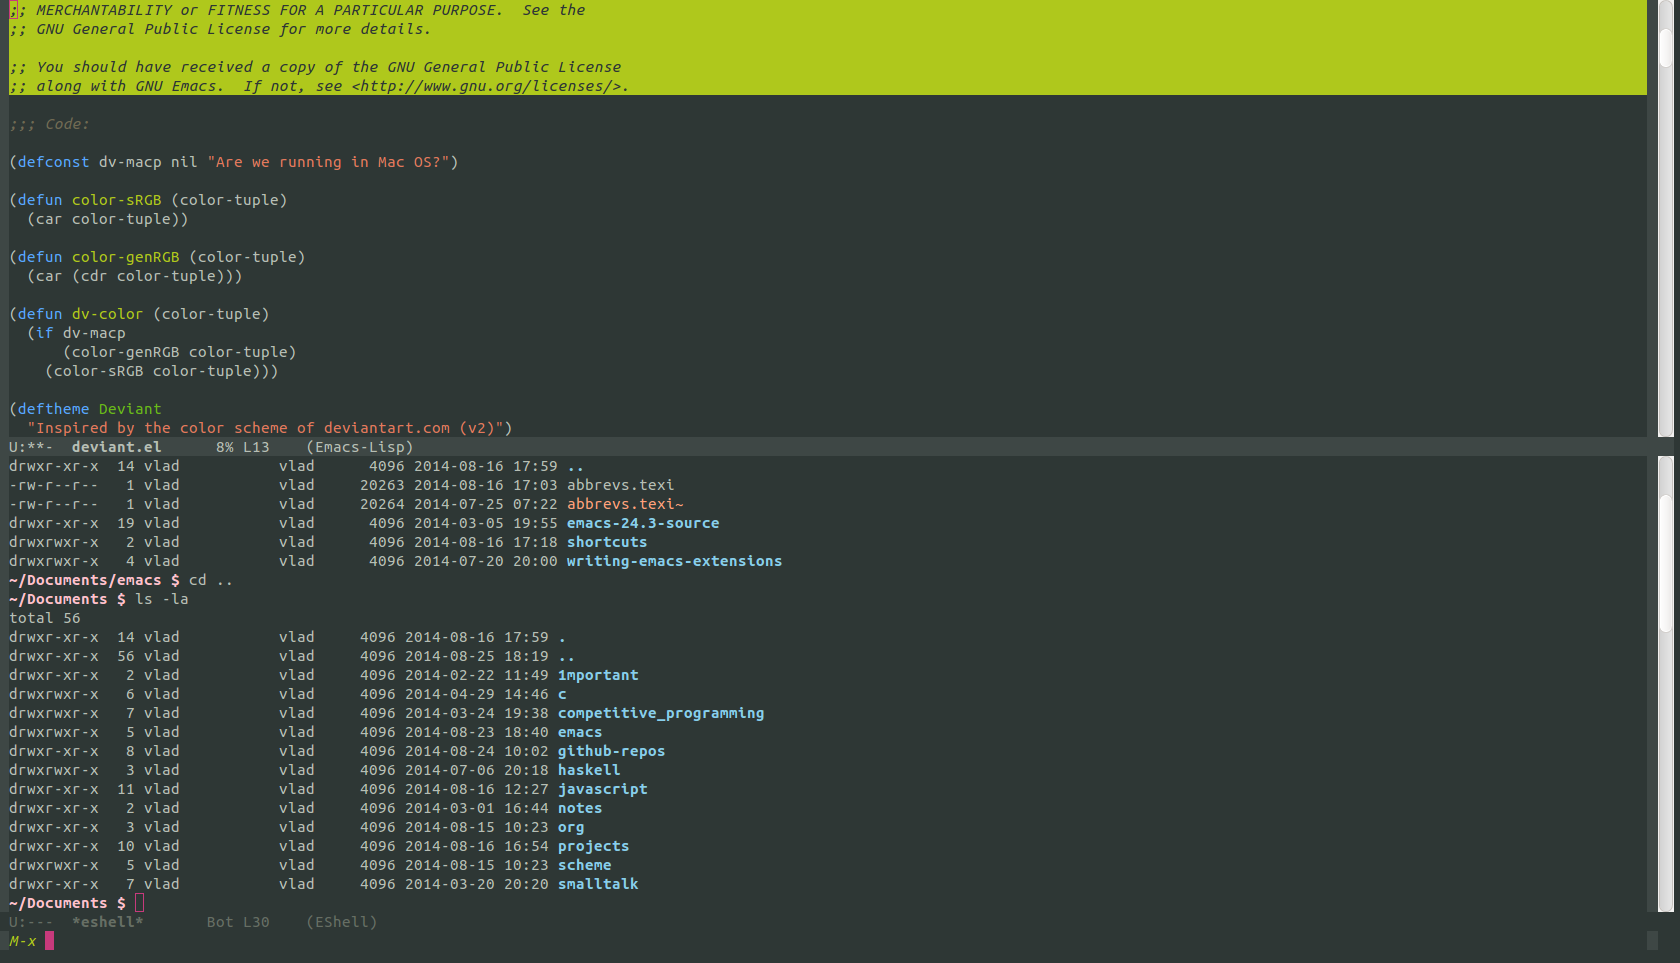 ;; MERCHANTABILITY or FITNESS FOR A PARTICULAR PURPOSE.  See the
;; GNU General Public License for more details.

;; You should have received a copy of the GNU General Public License
;; along with GNU Emacs.  If not, see <http://www.gnu.org/licenses/>.

;;; Code:

(defconst dv-macp nil "Are we running in Mac OS?")

(defun color-sRGB (color-tuple)
  (car color-tuple))

(defun color-genRGB (color-tuple)
  (car (cdr color-tuple)))

(defun dv-color (color-tuple)
  (if dv-macp
      (color-genRGB color-tuple)
    (color-sRGB color-tuple)))

(deftheme Deviant
  "Inspired by the color scheme of deviantart.com (v2)")
U:**-  deviant.el      8% L13    (Emacs-Lisp)
drwxr-xr-x  14 vlad           vlad      4096 2014-08-16 17:59 ..
-rw-r--r--   1 vlad           vlad     20263 2014-08-16 17:03 abbrevs.texi
-rw-r--r--   1 vlad           vlad     20264 2014-07-25 07:22 abbrevs.texi~
drwxr-xr-x  19 vlad           vlad      4096 2014-03-05 19:55 emacs-24.3-source
drwxrwxr-x   2 vlad           vlad      4096 2014-08-16 17:18 shortcuts
drwxrwxr-x   4 vlad           vlad      4096 2014-07-20 20:00 writing-emacs-extensions
~/Documents/emacs $ cd ..
~/Documents $ ls -la
total 56
drwxr-xr-x  14 vlad           vlad     4096 2014-08-16 17:59 .
drwxr-xr-x  56 vlad           vlad     4096 2014-08-25 18:19 ..
drwxr-xr-x   2 vlad           vlad     4096 2014-02-22 11:49 1mportant
drwxrwxr-x   6 vlad           vlad     4096 2014-04-29 14:46 c
drwxrwxr-x   7 vlad           vlad     4096 2014-03-24 19:38 competitive_programming
drwxrwxr-x   5 vlad           vlad     4096 2014-08-23 18:40 emacs
drwxr-xr-x   8 vlad           vlad     4096 2014-08-24 10:02 github-repos
drwxrwxr-x   3 vlad           vlad     4096 2014-07-06 20:18 haskell
drwxr-xr-x  11 vlad           vlad     4096 2014-08-16 12:27 javascript
drwxr-xr-x   2 vlad           vlad     4096 2014-03-01 16:44 notes
drwxr-xr-x   3 vlad           vlad     4096 2014-08-15 10:23 org
drwxr-xr-x  10 vlad           vlad     4096 2014-08-16 16:54 projects
drwxrwxr-x   5 vlad           vlad     4096 2014-08-15 10:23 scheme
drwxr-xr-x   7 vlad           vlad     4096 2014-03-20 20:20 smalltalk
~/Documents $
U:---  *eshell*       Bot L30    (EShell)
M-x